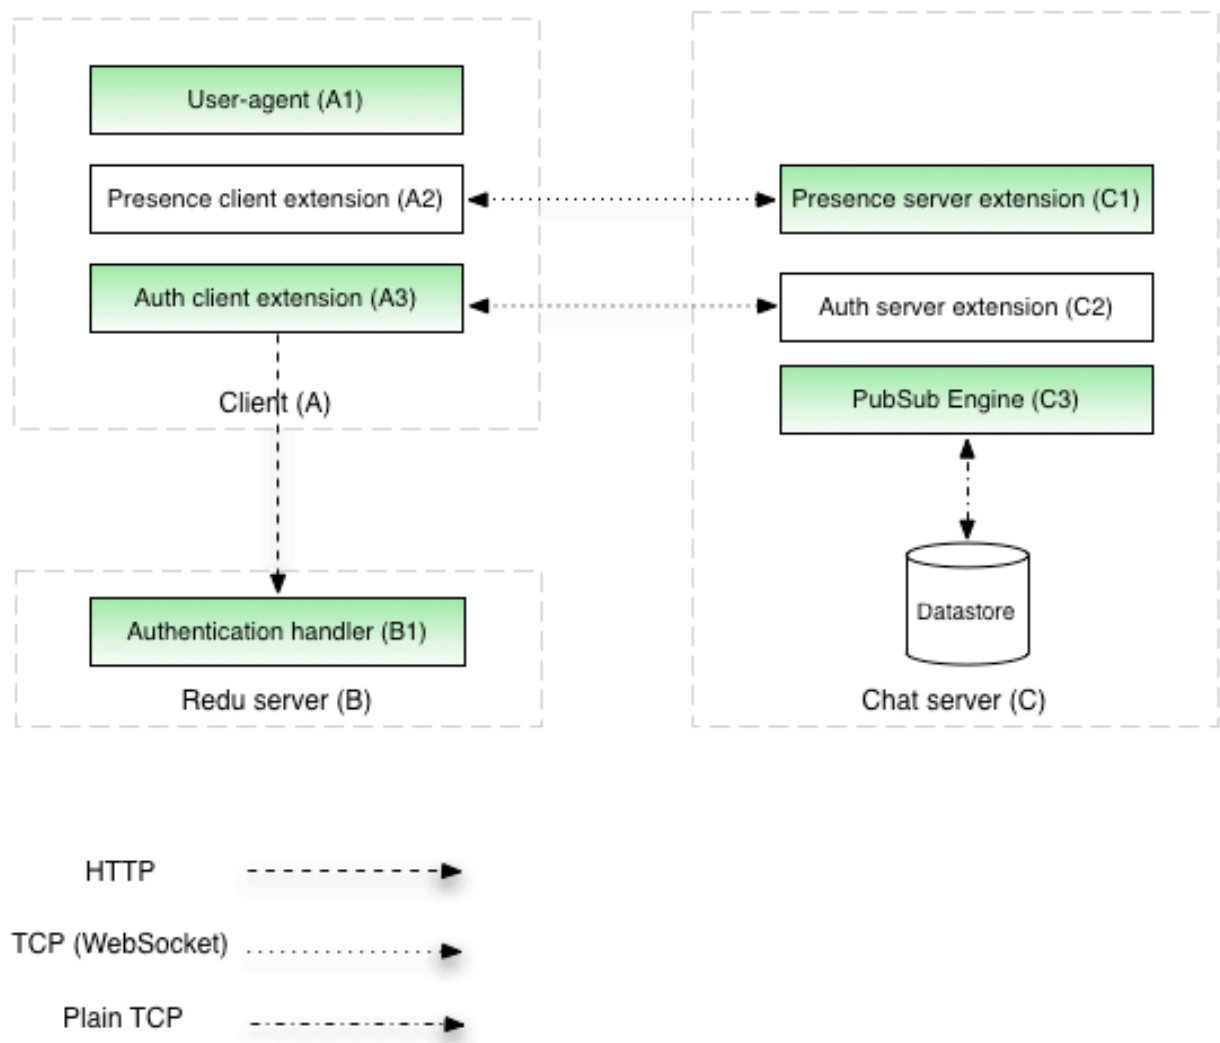 User-agent (A1)
Presence client extension (A2)
Presence server extension (C1)
Auth client extension (A3)
Auth server extension (C2)
PubSub Engine (C3)
Client (A)
Datastore
Authentication handler (B1)
Redu server (B)
Chat server (C)
HTTP
TCP (WebSocket)
Plain TCP